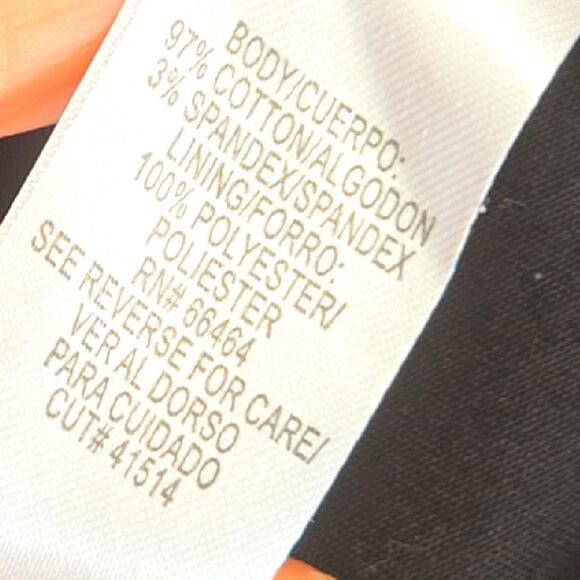 BODY/CUERPO:
97% COTTON/ALGODON
3% SPANDEX/SPANDEX
LINING/FORRO:
100% POLYESTER/
POLIESTER
RN# 66464
SEE REVERSE FOR CARE/
VER AL DORSO
PARA CUIDADO
CUT# 41514